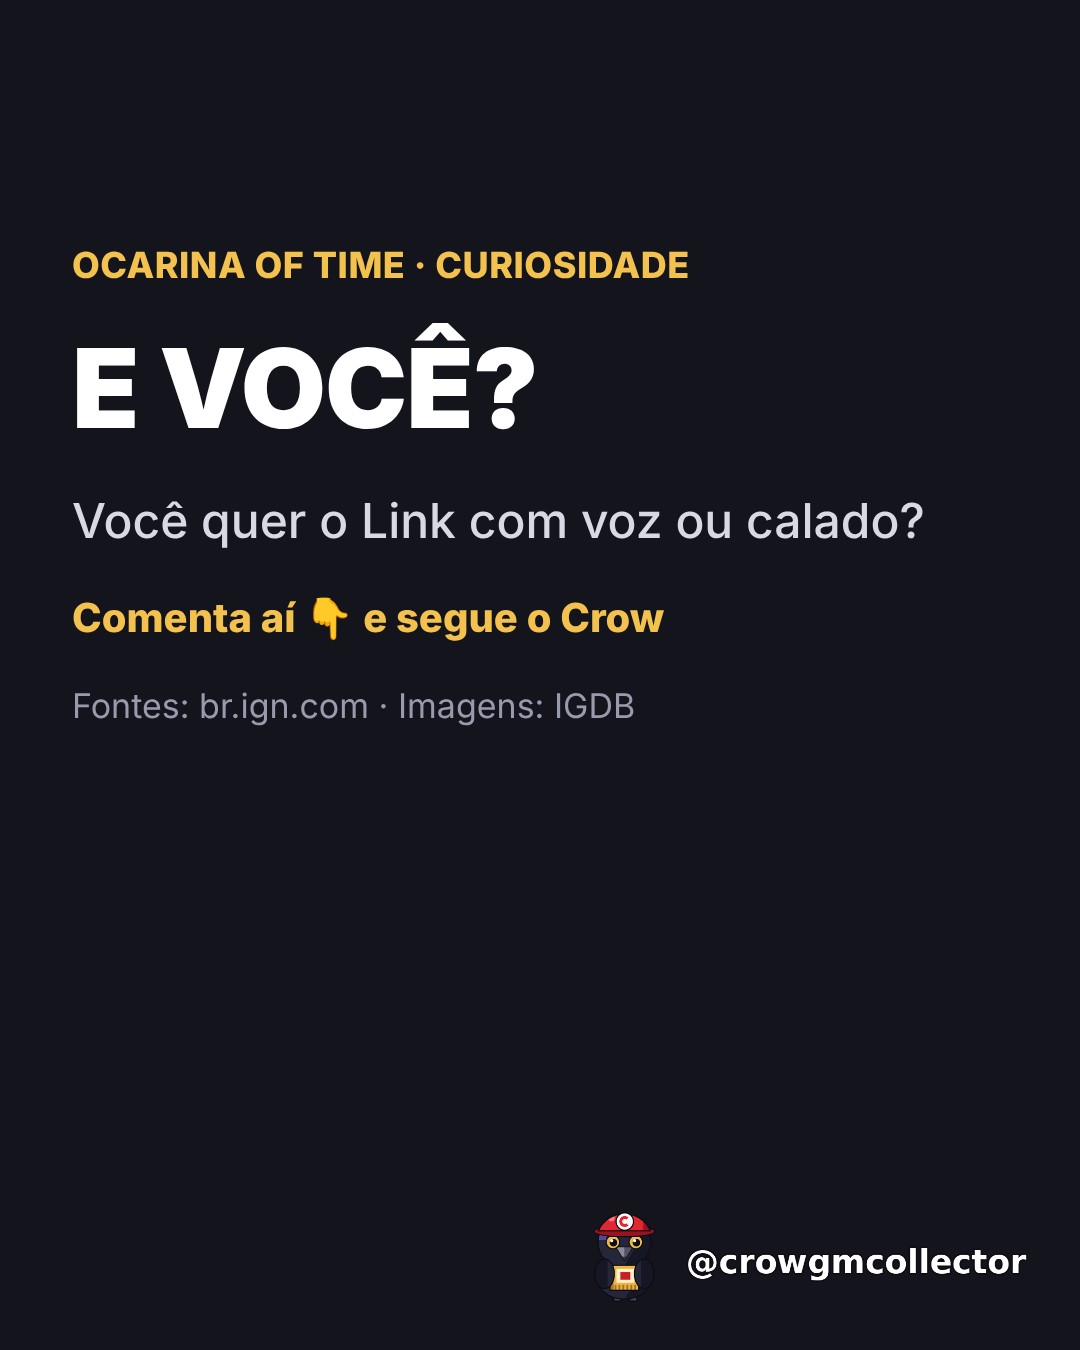 OCARINA OF TIME · CURIOSIDADE
E VOCÊ?
Você quer o Link com voz ou calado?
Comenta aí 👇 e segue o Crow
Fontes: br.ign.com · Imagens: IGDB
C
@crowgmcollector